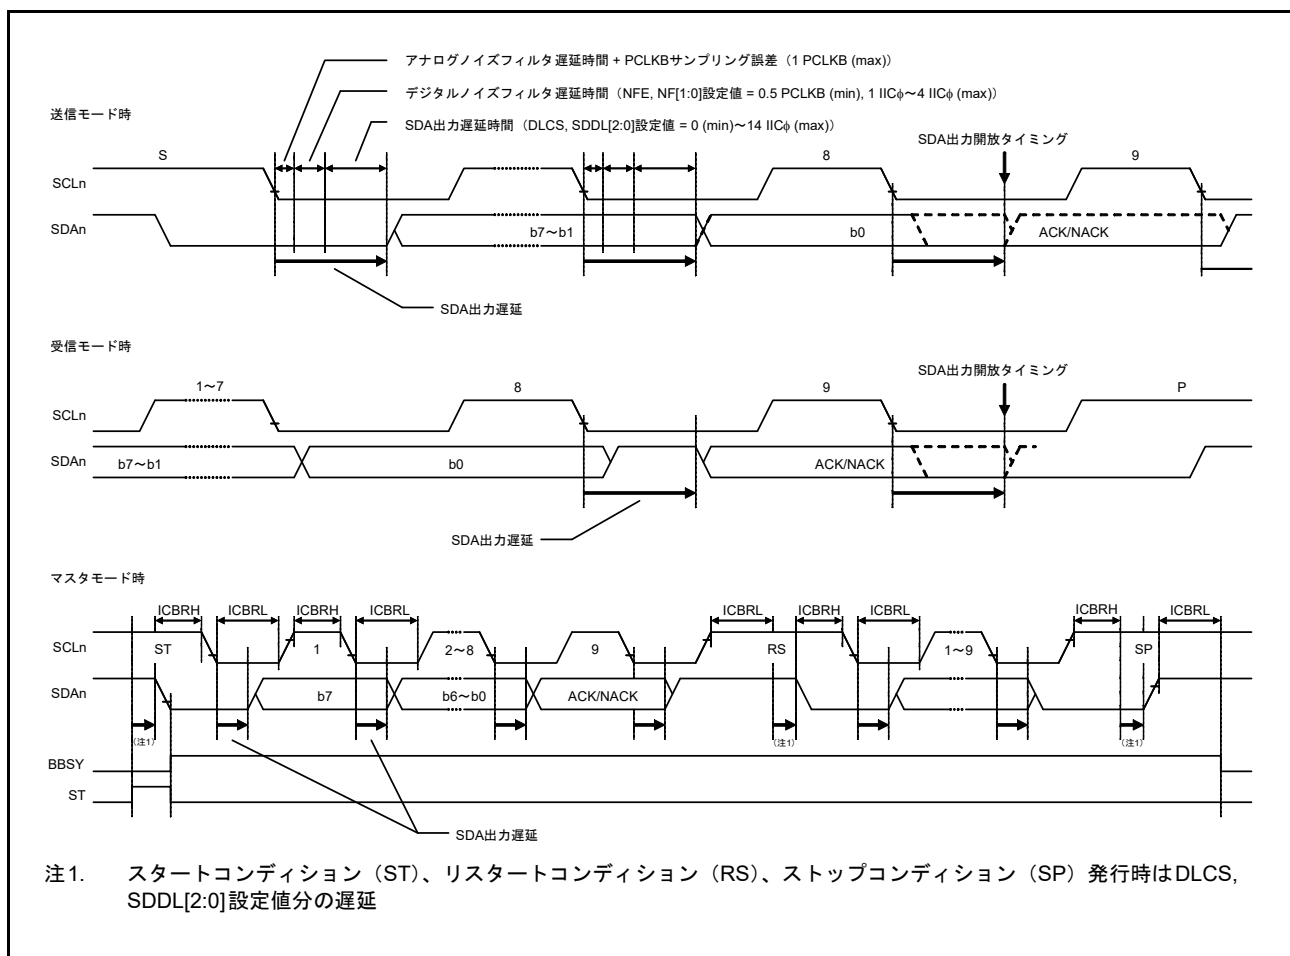 アナログノイズフィルタ遅延時間 + PCLKBサンプリング誤差（1 PCLKB (max)）
デジタルノイズフィルタ遅延時間（NFE, NF[1:0]設定値 = 0.5 PCLKB (min), 1 IICφ～4 IICφ (max)）
送信モード時
SDA出力遅延時間（DLCS, SDDL[2:0]設定値 = 0 (min)～14 IICφ (max)）
SDA出力開放タイミング
S 8 9
SCLn
SDAn
b7～b1 b0 ACK/NACK
SDA出力遅延
受信モード時
SDA出力開放タイミング
1～7 8 9 P
SCLn
SDAn
b7～b1 b0 ACK/NACK
SDA出力遅延
マスタモード時
ICBRH ICBRL ICBRH ICBRL ICBRL ICBRH ICBRL ICBRH ICBRL
SCLn ST 1 2～8 9 RS 1～9 SP
SDAn b7 b6～b0 ACK/NACK
（注1） （注1） （注1）
BBSY
ST
SDA出力遅延
注1. スタートコンディション（ST）、リスタートコンディション（RS）、ストップコンディション（SP）発行時はDLCS,
SDDL[2:0]設定値分の遅延